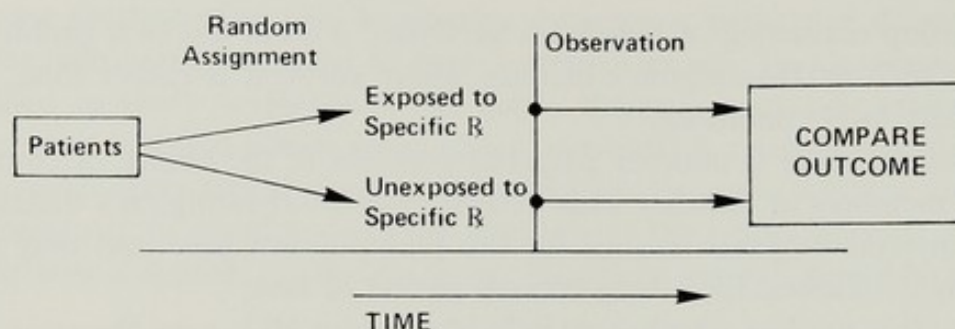 Random
Assignment
Observation
Patients
Exposed to
Specific ℞
Unexposed to
Specific ℞
COMPARE
OUTCOME
TIME